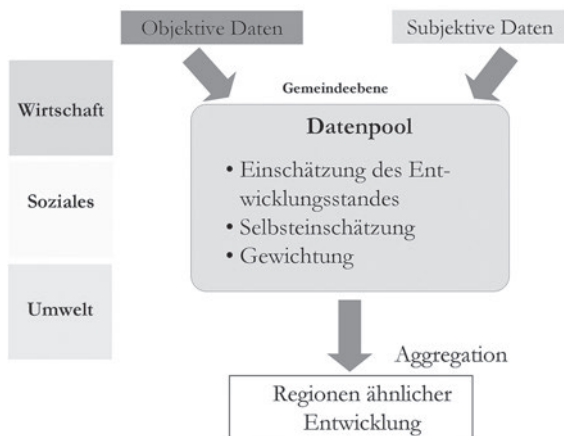 Objektive Daten
Subjektive Daten
Gemeindeebene
Wirtschaft
Soziales
Umwelt
Datenpool
• Einschätzung des Ent-
wicklungsstandes
• Selbsteinschätzung
• Gewichtung
Aggregation
Regionen ähnlicher
Entwicklung